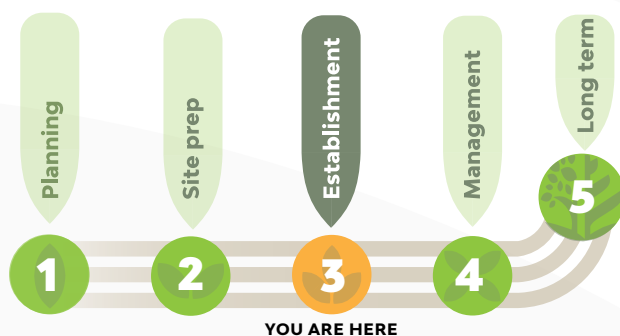 Planning
Site prep
Establishment
Management
Long term
1
2
3
4
5
YOU ARE HERE